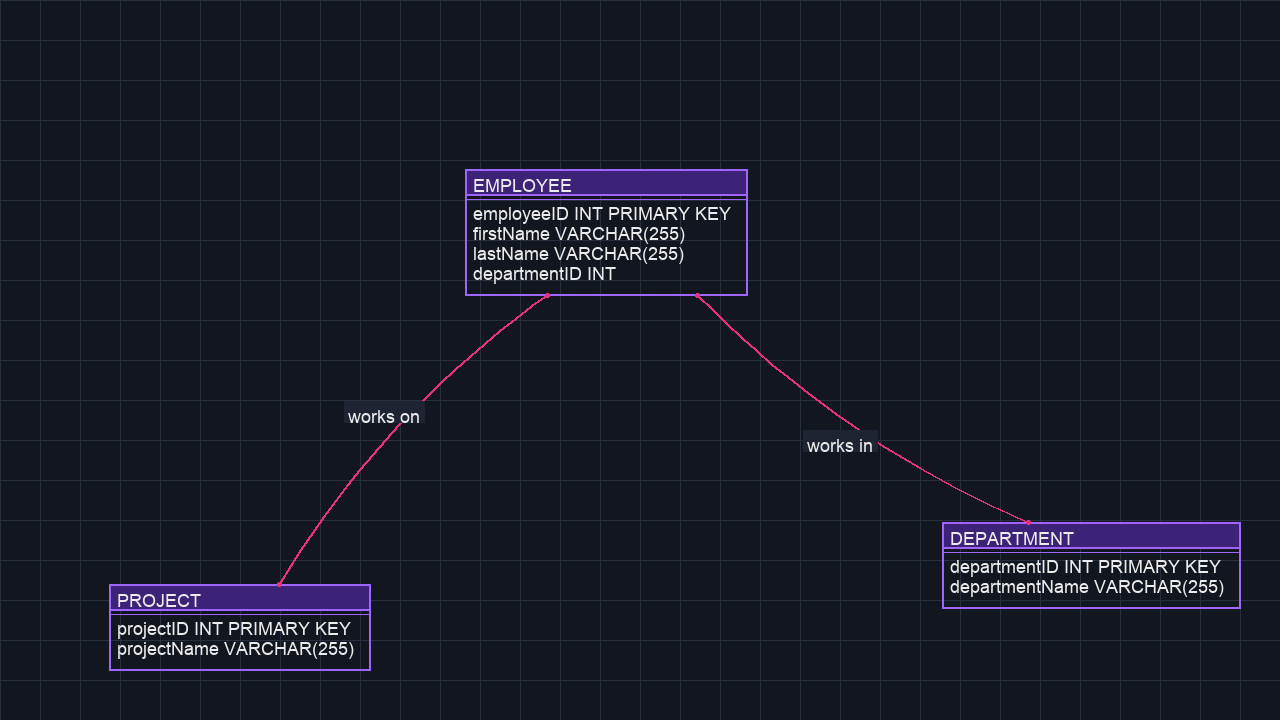 EMPLOYEE
employeeID INT PRIMARY KEY
firstName VARCHAR(255)
lastName VARCHAR(255)
departmentID INT
works on
works in
DEPARTMENT
departmentID INT PRIMARY KEY
departmentName VARCHAR(255)
PROJECT
projectID INT PRIMARY KEY
projectName VARCHAR(255)